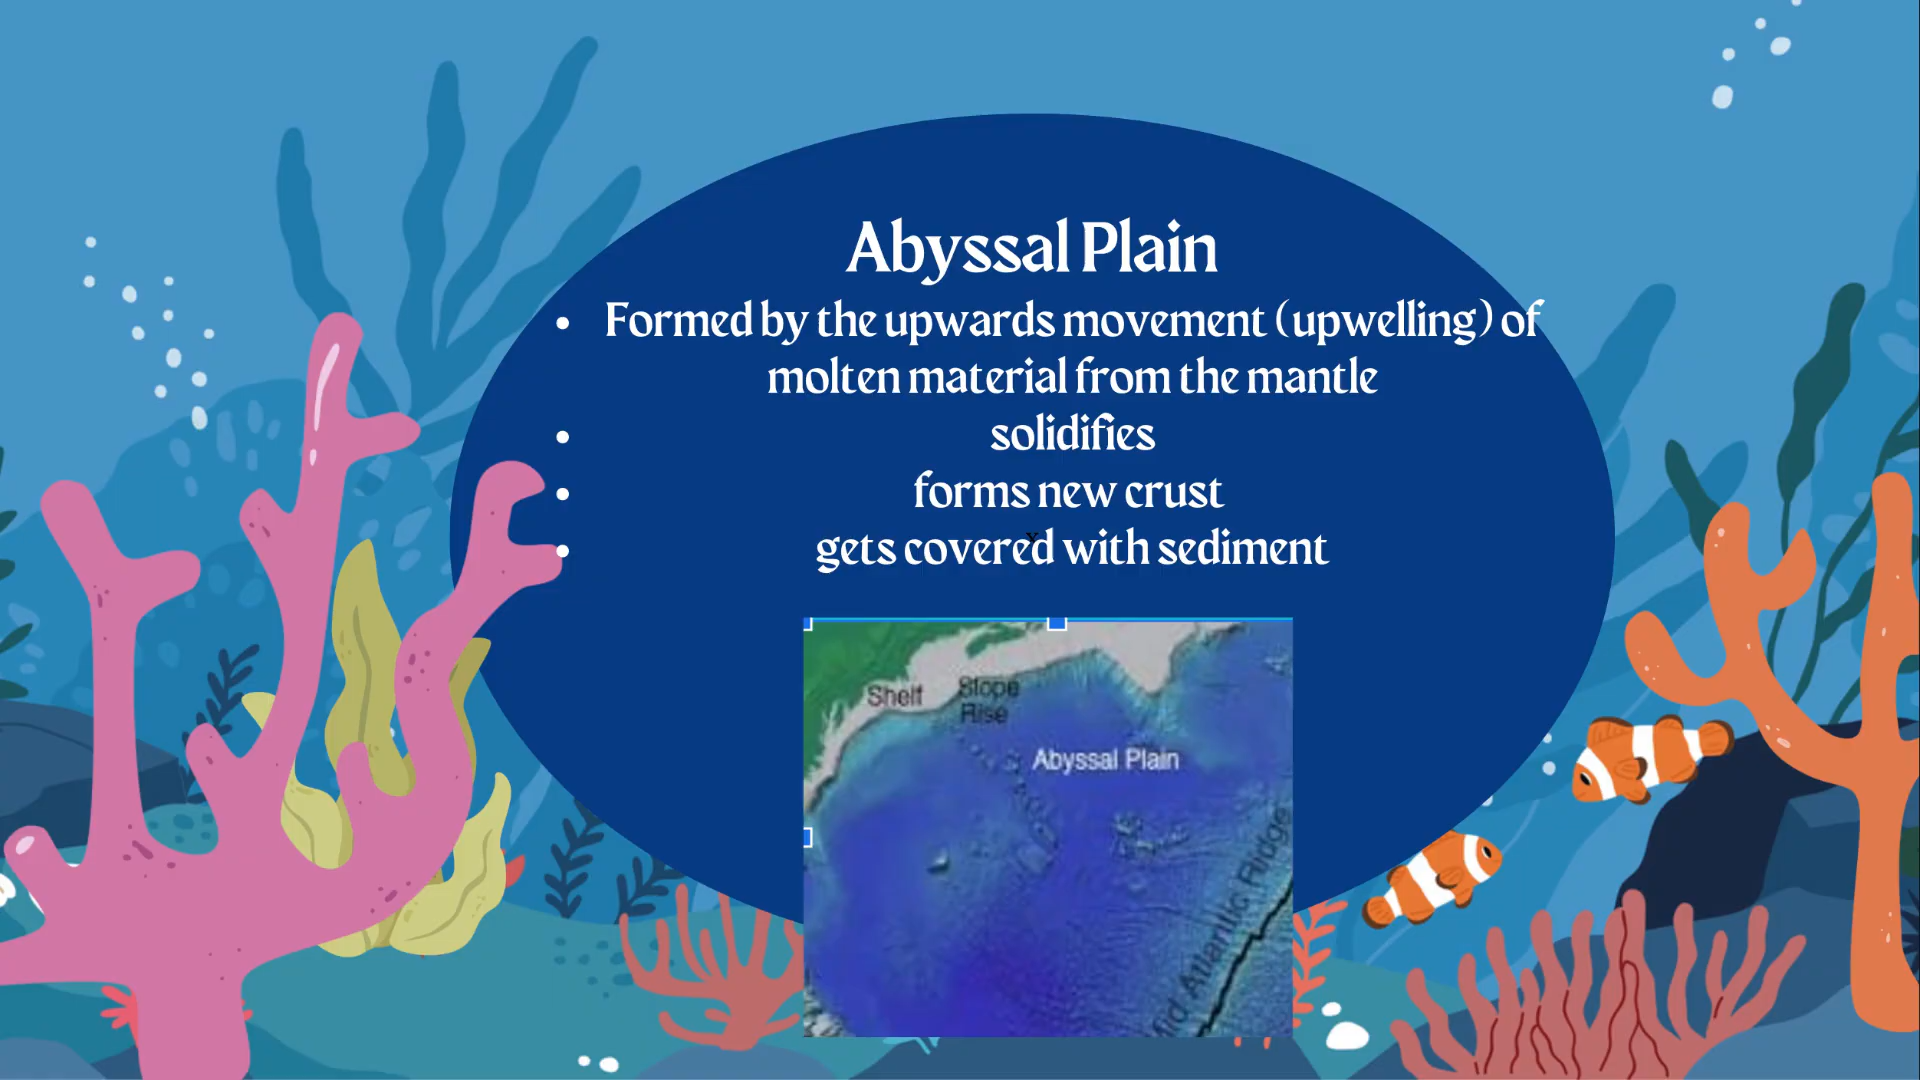 Abyssal Plain
• Formed by the upwards movement (upwelling) of
molten material from the mantle
• solidifies
• forms new crust
• gets covered with sediment
Shelf
Slope
Rise
Abyssal Plain
Mid Atlantic Ridge